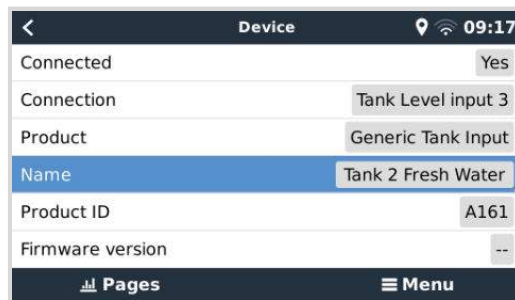 Device 09:17
Connected Yes
Connection Tank Level input 3
Product Generic Tank Input
Name Tank 2 Fresh Water
Product ID A161
Firmware version --
Pages Menu